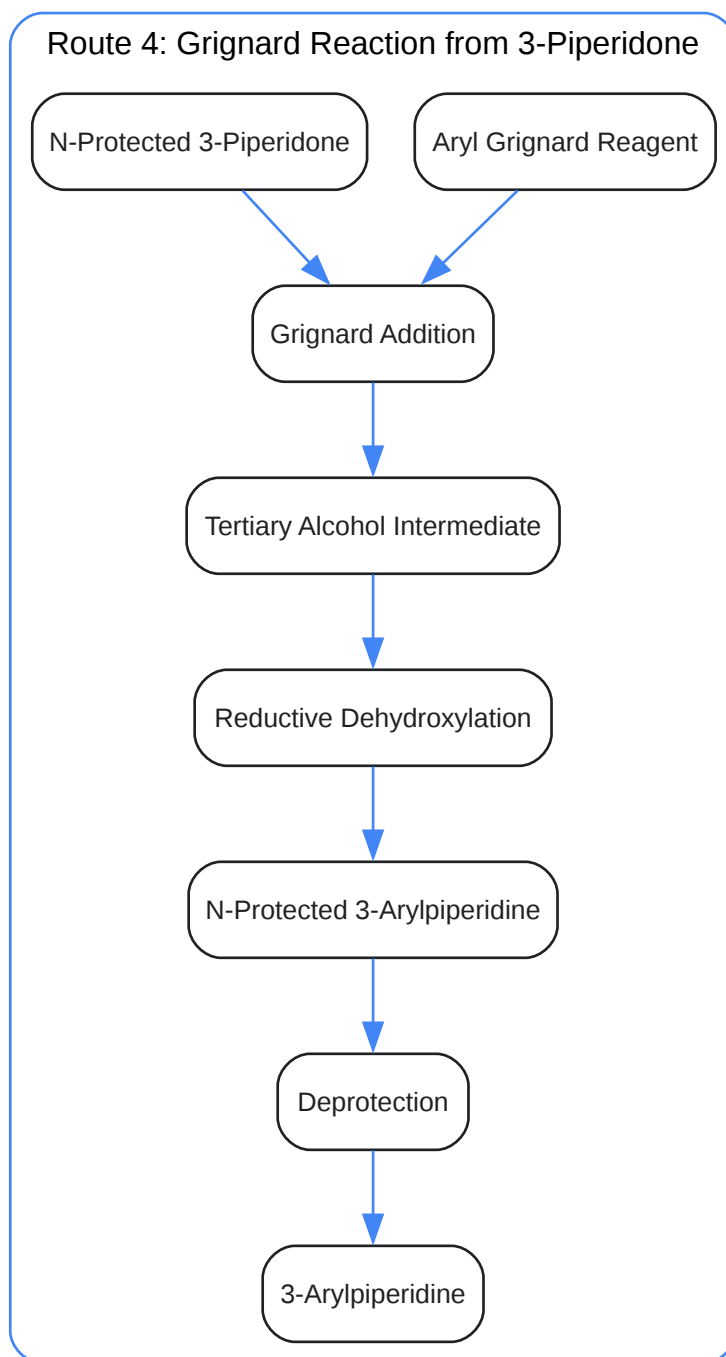 Route 4: Grignard Reaction from 3-Piperidone
N-Protected 3-Piperidone
Aryl Grignard Reagent
Grignard Addition
Tertiary Alcohol Intermediate
Reductive Dehydroxylation
N-Protected 3-Arylpiperidine
Deprotection
3-Arylpiperidine